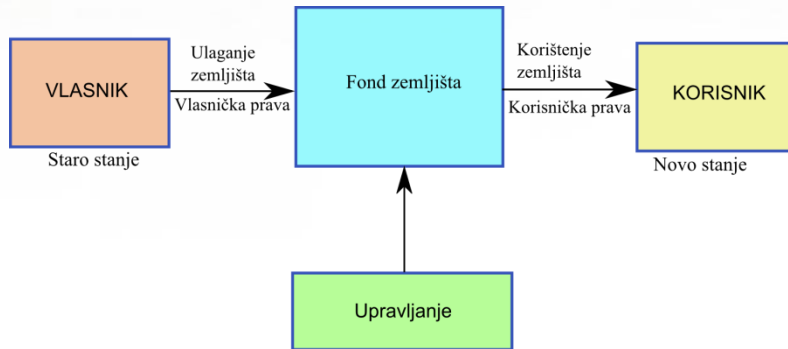 VLASNIK
Staro stanje
Ulaganje
zemljišta
Vlasnička prava
Fond zemljišta
Korištenje
zemljišta
Korisnička prava
KORISNIK
Novo stanje
Upravljanje